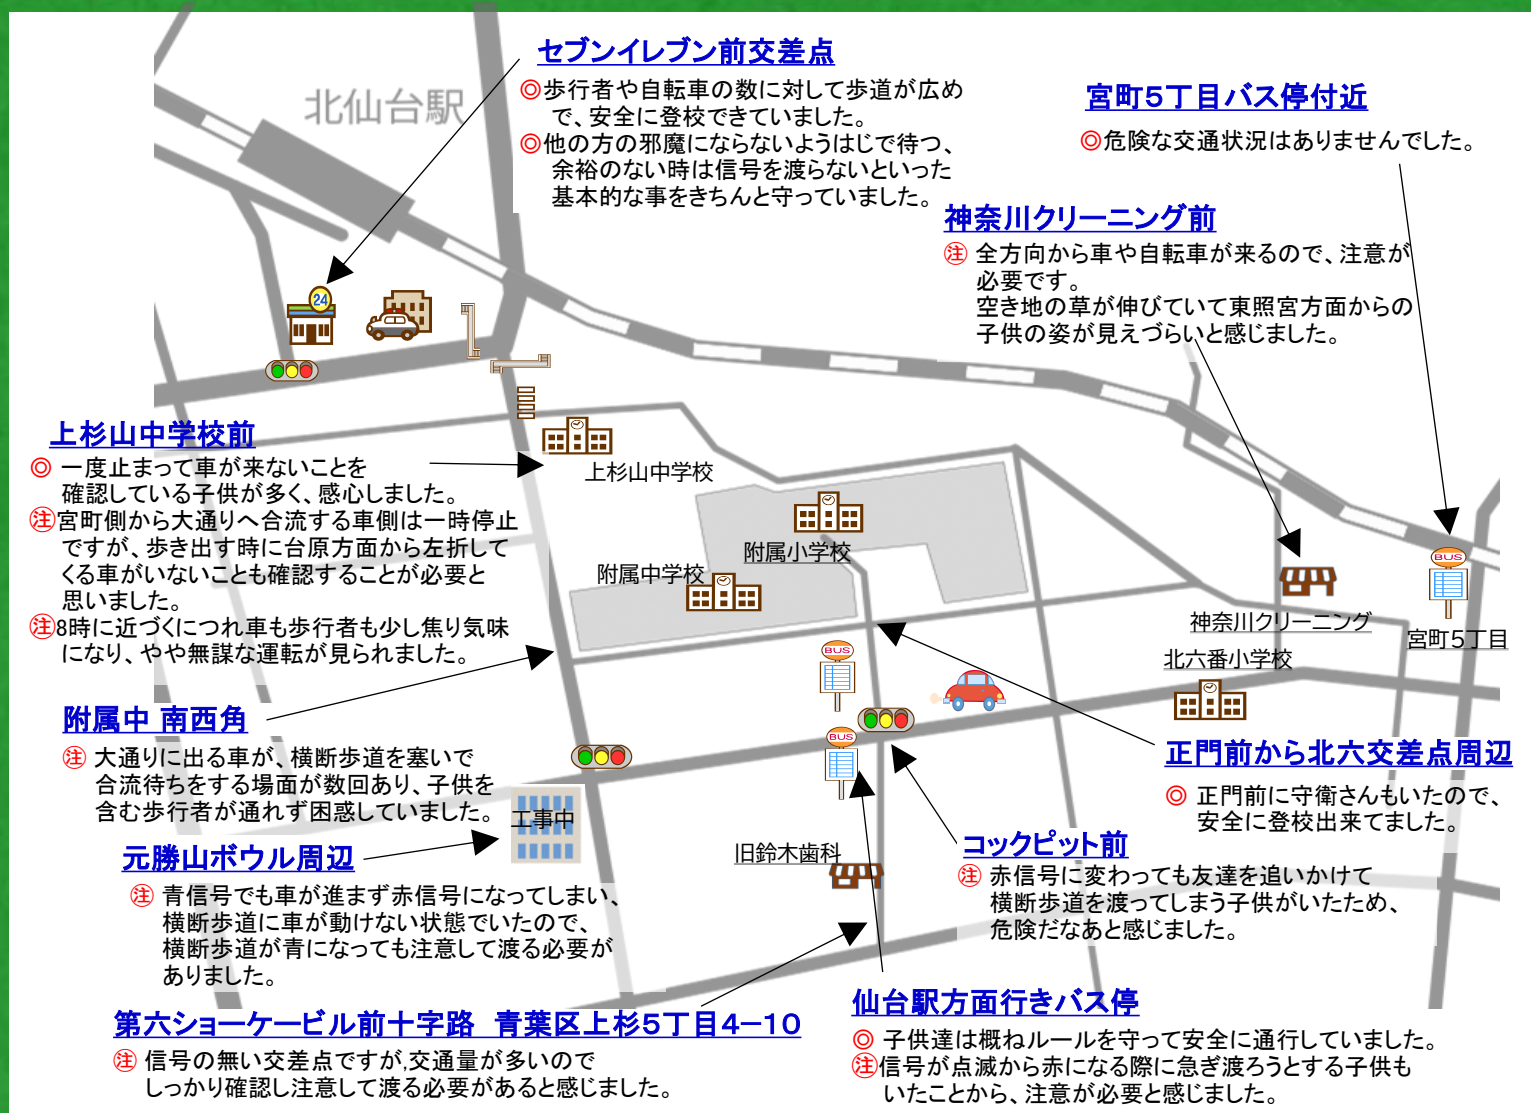 セブンイレブン前交差点
◎歩行者や自転車の数に対して歩道が広め
で、安全に登校できていました。
◎他の方の邪魔にならないようはじで待つ、
余裕のない時は信号を渡らないといった
基本的な事をきちんと守っていました。
北仙台駅
宮町5丁目バス停付近
◎危険な交通状況はありませんでした。
神奈川クリーニング前
注 全方向から車や自転車が来るので、注意が
必要です。
空き地の草が伸びていて東照宮方面からの
子供の姿が見えづらいと感じました。
24
上杉山中学校前
◎ 一度止まって車が来ないことを
確認している子供が多く、感心しました。
注宮町側から大通りへ合流する車側は一時停止
ですが、歩き出す時に台原方面から左折して
くる車がいないことも確認することが必要と
思いました。
注8時に近づくにつれ車も歩行者も少し焦り気味
になり、やや無謀な運転が見られました。
上杉山中学校
附属小学校
附属中学校
BUS
神奈川クリーニング
宮町5丁目
北六番小学校
BUS
BUS
附属中 南西角
注 大通りに出る車が、横断歩道を塞いで
合流待ちをする場面が数回あり、子供を
含む歩行者が通れず困惑していました。
正門前から北六交差点周辺
◎ 正門前に守衛さんもいたので、
安全に登校出来てました。
工事中
元勝山ボウル周辺
注 青信号でも車が進まず赤信号になってしまい、
横断歩道に車が動けない状態でいたので、
横断歩道が青になっても注意して渡る必要が
ありました。
旧鈴木歯科
コックピット前
注 赤信号に変わっても友達を追いかけて
横断歩道を渡ってしまう子供がいたため、
危険だなあと感じました。
第六ショーケービル前十字路 青葉区上杉5丁目4−10
注 信号の無い交差点ですが,交通量が多いので
しっかり確認し注意して渡る必要があると感じました。
仙台駅方面行きバス停
◎ 子供達は概ねルールを守って安全に通行していました。
注信号が点滅から赤になる際に急ぎ渡ろうとする子供も
いたことから、注意が必要と感じました。